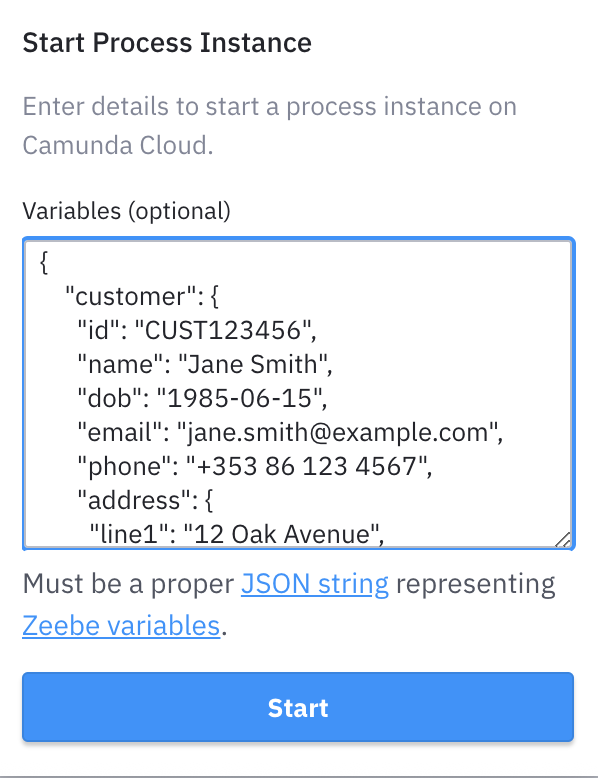 Start Process Instance
Enter details to start a process instance on
Camunda Cloud.
Variables (optional)
{
"customer": {
"id": "CUST123456",
"name": "Jane Smith",
"dob": "1985-06-15",
"email": "jane.smith@example.com",
"phone": "+353 86 123 4567",
"address": {
"line1": "12 Oak Avenue",
Must be a proper JSON string representing
Zeebe variables.
Start